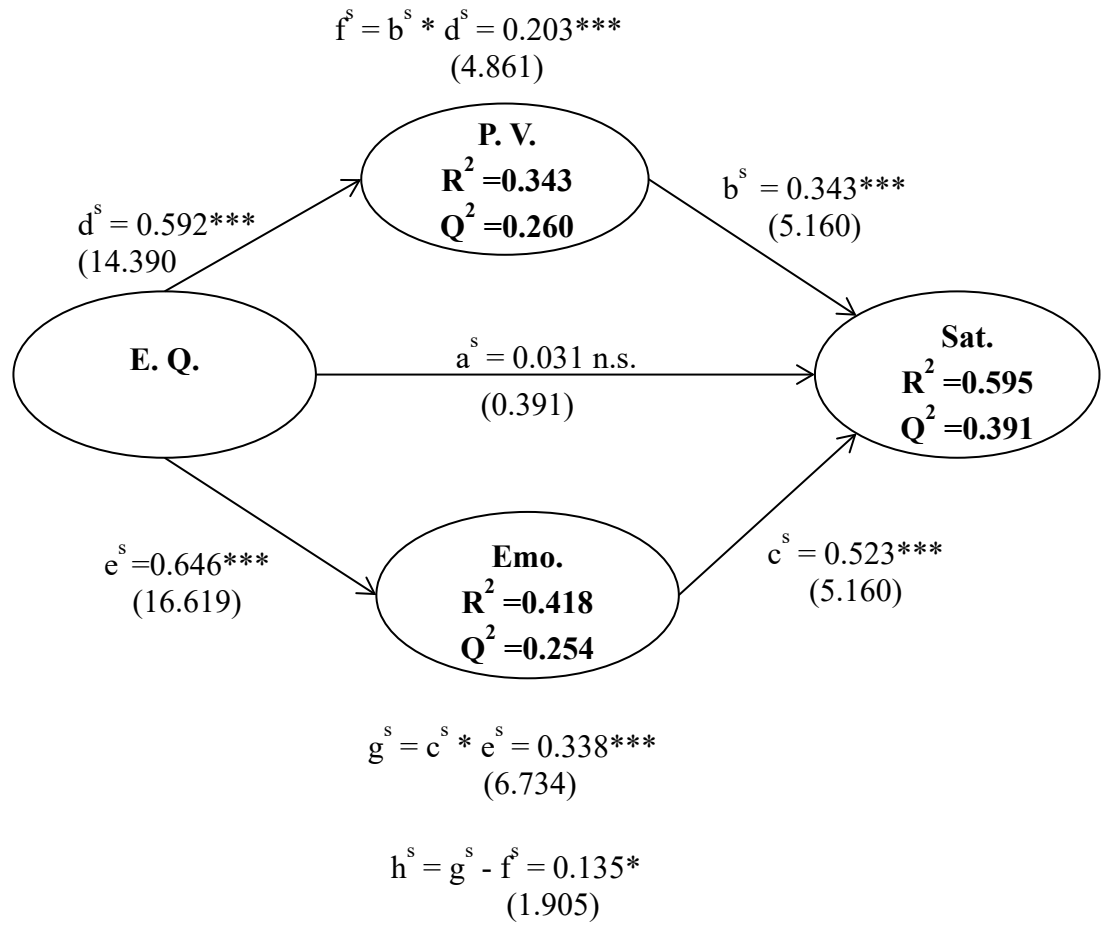 f^s = b^s * d^s = 0.203***
(4.861)
P. V.
R^2 =0.343
Q^2 =0.260
d^s = 0.592***
(14.390
b^s = 0.343***
(5.160)
E. Q.
a^s = 0.031 n.s.
(0.391)
Sat.
R^2 =0.595
Q^2 =0.391
e^s =0.646***
(16.619)
Emo.
R^2 =0.418
Q^2 =0.254
c^s = 0.523***
(5.160)
g^s = c^s * e^s = 0.338***
(6.734)
h^s = g^s - f^s = 0.135*
(1.905)